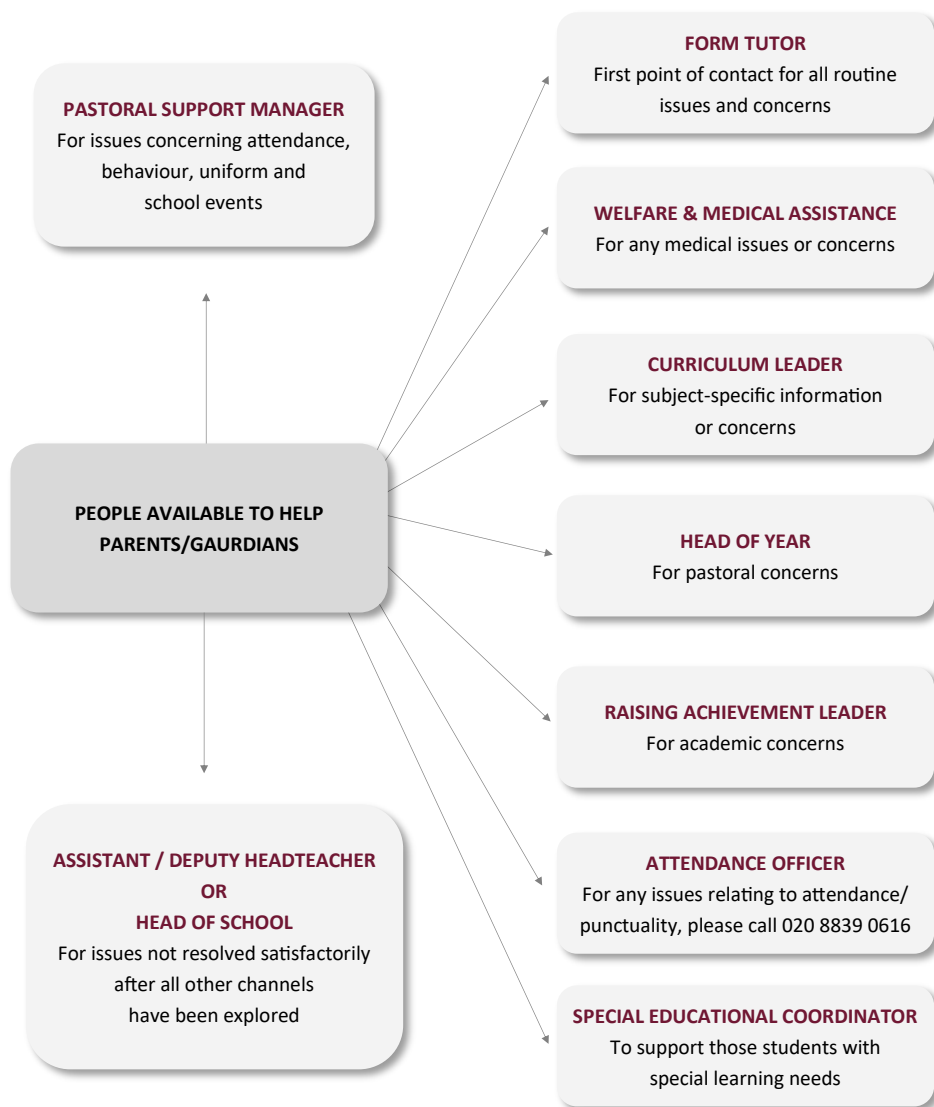 PASTORAL SUPPORT MANAGER
For issues concerning attendance,
behaviour, uniform and
school events
PEOPLE AVAILABLE TO HELP
PARENTS/GAURDIANS
ASSISTANT / DEPUTY HEADTEACHER
OR
HEAD OF SCHOOL
For issues not resolved satisfactorily
after all other channels
have been explored
FORM TUTOR
First point of contact for all routine
issues and concerns
WELFARE & MEDICAL ASSISTANCE
For any medical issues or concerns
CURRICULUM LEADER
For subject-specific information
or concerns
HEAD OF YEAR
For pastoral concerns
RAISING ACHIEVEMENT LEADER
For academic concerns
ATTENDANCE OFFICER
For any issues relating to attendance/
punctuality, please call 020 8839 0616
SPECIAL EDUCATIONAL COORDINATOR
To support those students with
special learning needs